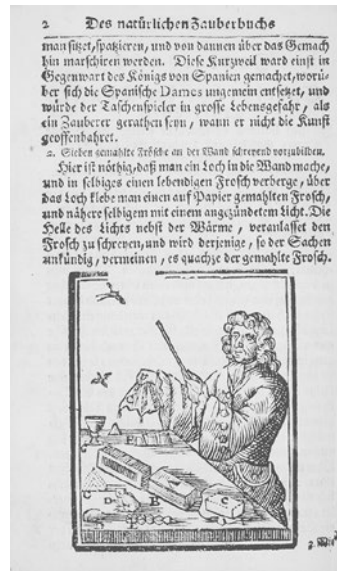 2 Des natürlichen Zauberbuchs
man sitzet, spatzieren, und von dannen über das Gemach
hin marschiren werden. Diese Kurzweil ward einst in
Gegenwart des Königs von Spanien gemachet, worü-
ber sich die Spanische Dames ungemein entsetzet, und
würde der Taschenspieler in grosse Lebensgefahr, als
ein Zauberer gerathen seyn, wann er nicht die Kunst
geoffenbahret.
2. Sieben gemahlte Frösche an der Wand schreyend vorzubilden.
Hier ist nöthig, daß man ein Loch in die Wand mache,
und in selbiges einen lebendigen Frosch verberge, über
das Loch klebe man einen auf Papier gemahlten Frosch,
und nähere selbigem mit einem angezündetem Licht. Die
Helle des Lichts nebst der Wärme, veranlasset den
Frosch zu schreyen, und wird derjenige, so der Sachen
unkündig, vermeinen, es quackze der gemahlte Frosch.
B
C